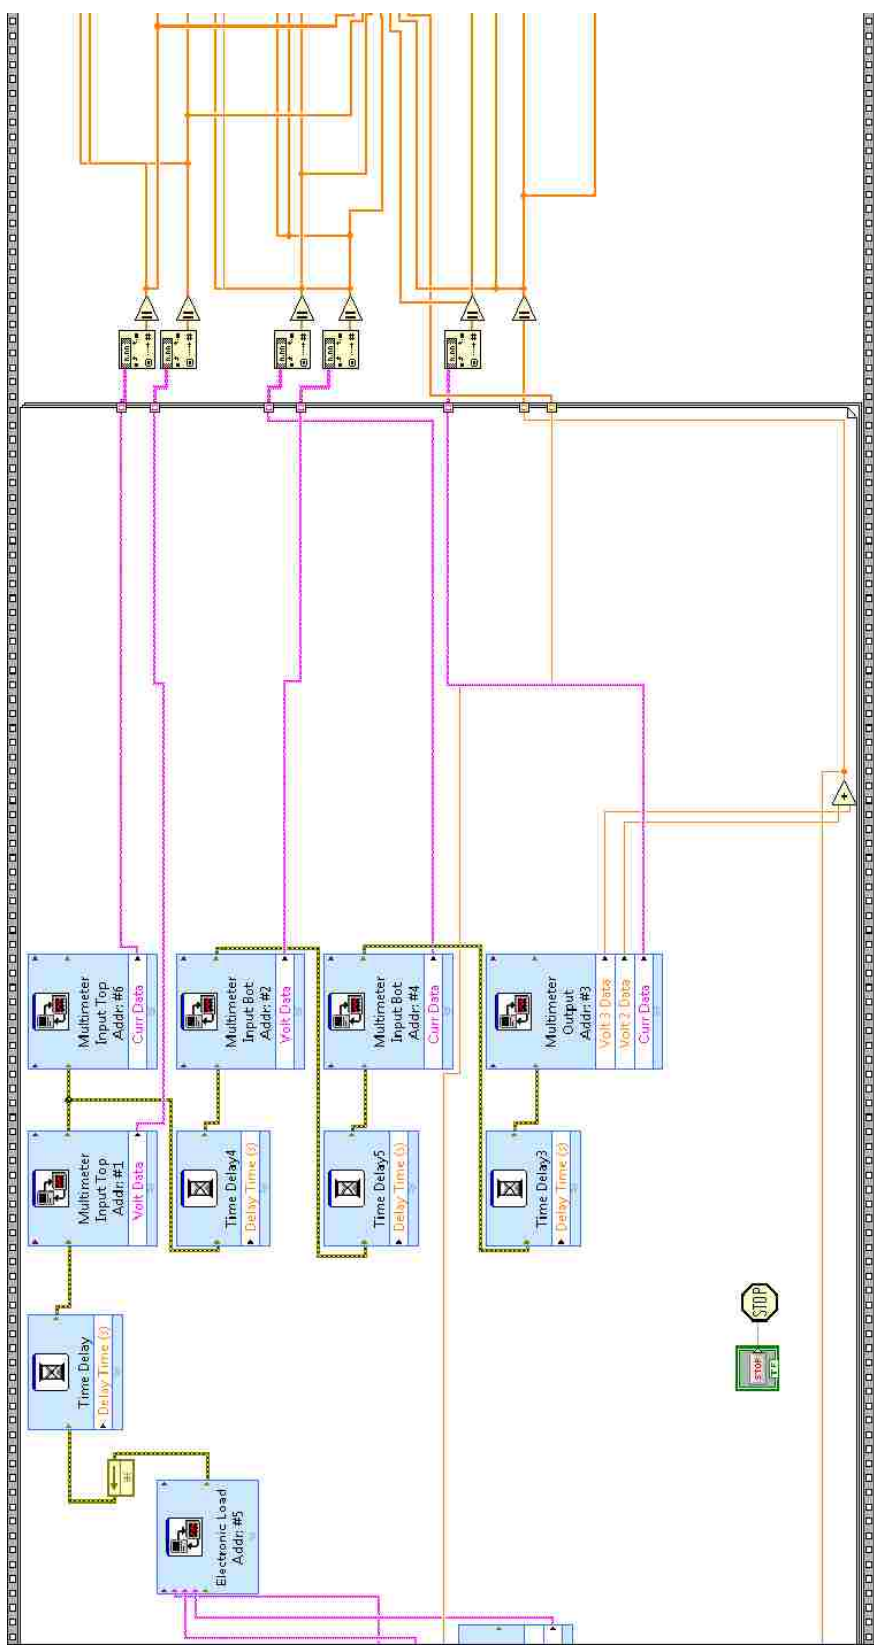 Multimeter
Input Top
Addr: #6
Curr Data
Multimeter
Input Bot:
Addr: #2
Volt Data
Multimeter
Input Bot
Addr: #4
Curr Data
Multimeter
Output
Addr: #3
Volt 3 Data
Volt 2 Data
Curr Data
Multimeter
Input Top
Addr: #1
Volt Data
Time Delay4
Delay Time (s)
Time Delay5
Delay Time (s)
Time Delay3
Delay Time (s)
Time Delay
Delay Time (s)
STOP
STOP
TF
Electronic Load
Addr: #5